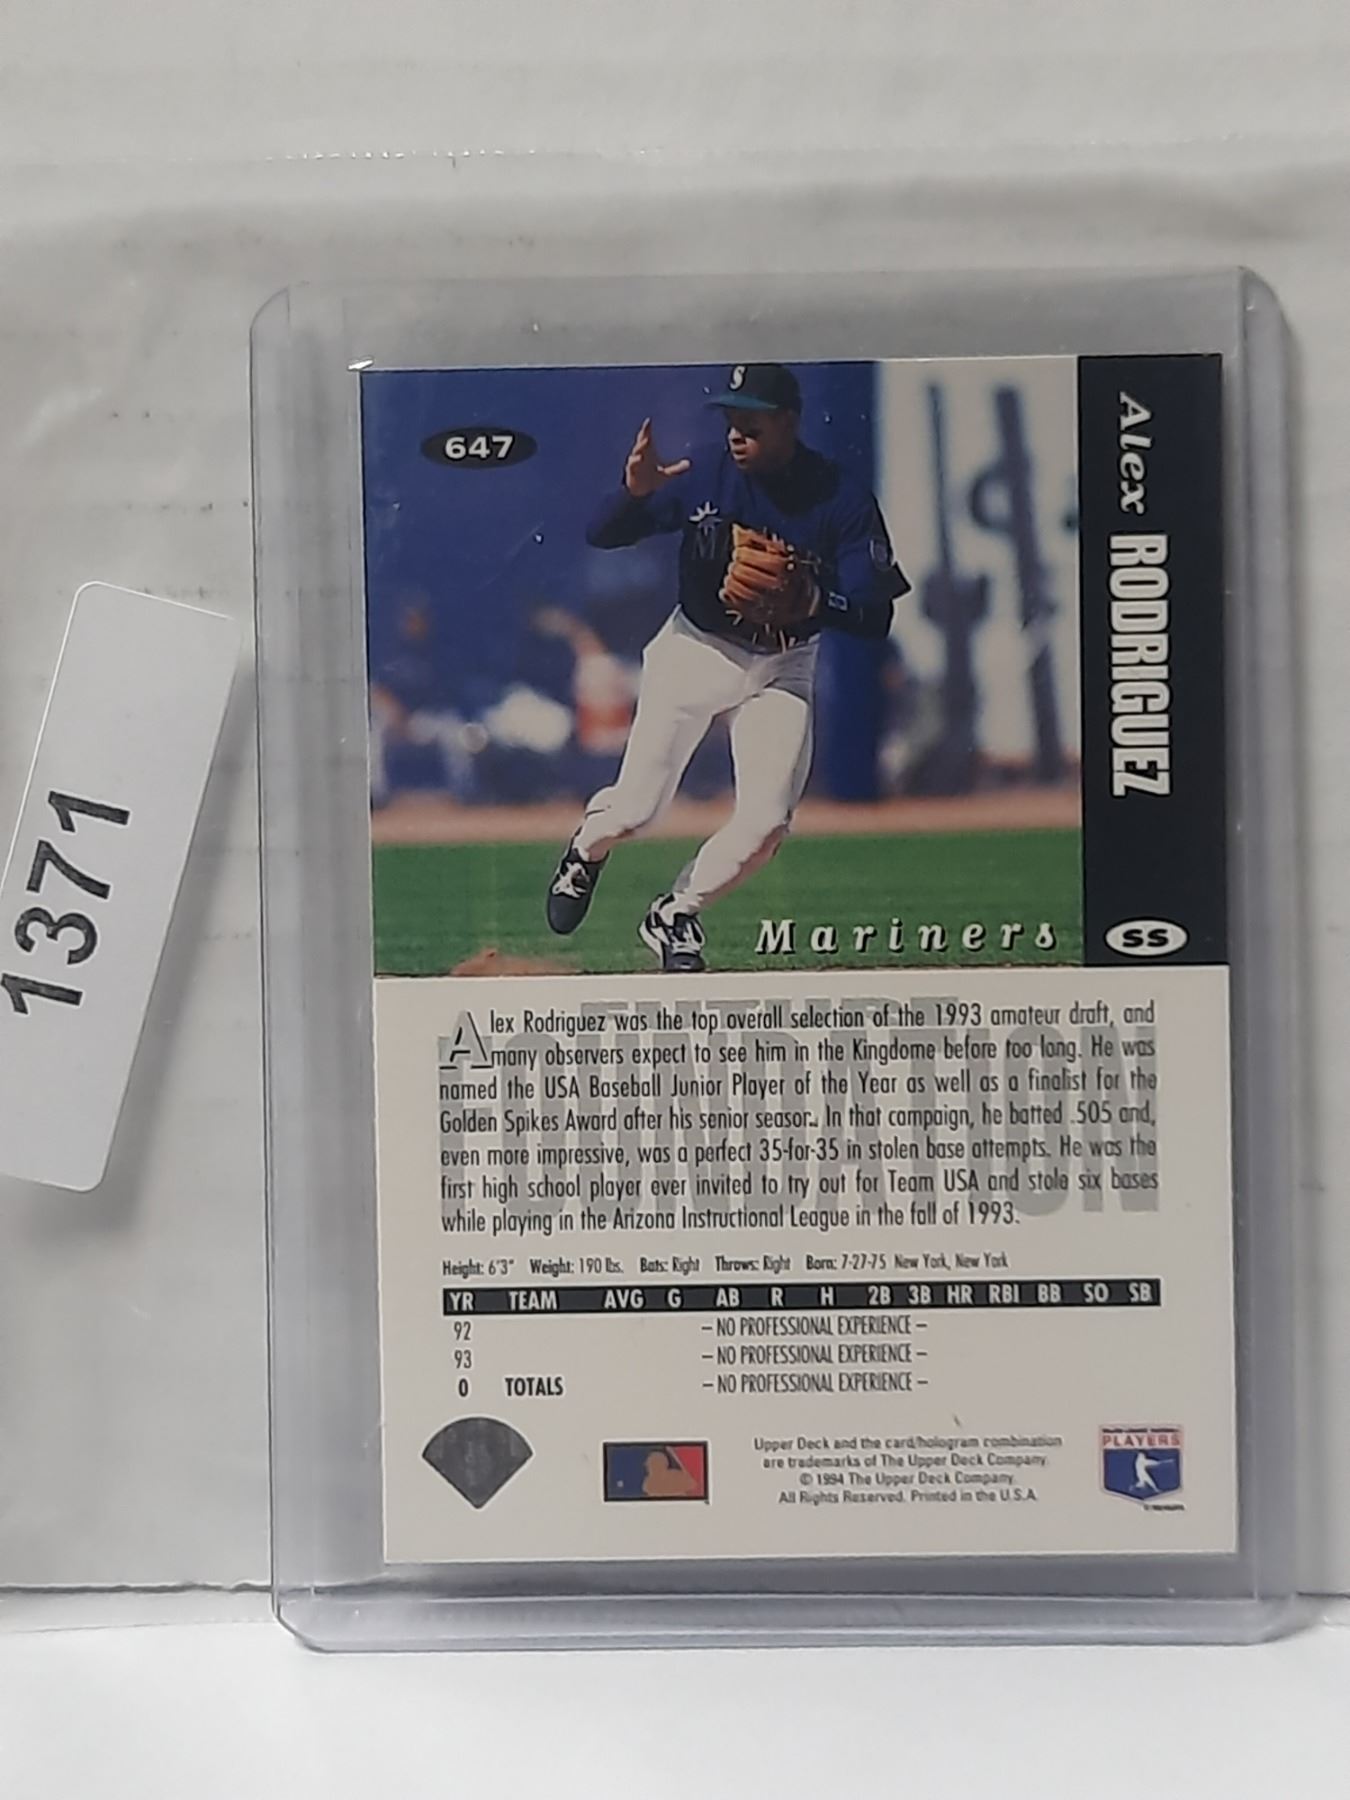 1371
647
S
M
Alex RODRIGUEZ
SS
Mariners
FUTURE
FOUNDATION
Alex Rodriguez was the top overall selection of the 1993 amateur draft, and
many observers expect to see him in the Kingdome before too long. He was
named the USA Baseball Junior Player of the Year as well as a finalist for the
Golden Spikes Award after his senior season. In that campaign, he batted .505 and,
even more impressive, was a perfect 35-for-35 in stolen base attempts. He was the
first high school player ever invited to try out for Team USA and stole six bases
while playing in the Arizona Instructional League in the fall of 1993.
Height: 6'3" Weight: 190 lbs. Bats: Right Throws: Right Born: 7-27-75 New York, New York
YR TEAM AVG G AB R H 2B 3B HR RBI BB SO SB
92 – NO PROFESSIONAL EXPERIENCE –
93 – NO PROFESSIONAL EXPERIENCE –
0 TOTALS – NO PROFESSIONAL EXPERIENCE –
Upper Deck and the card/hologram combination
are trademarks of The Upper Deck Company.
© 1994 The Upper Deck Company.
All Rights Reserved. Printed in the U.S.A.
PLAYERS